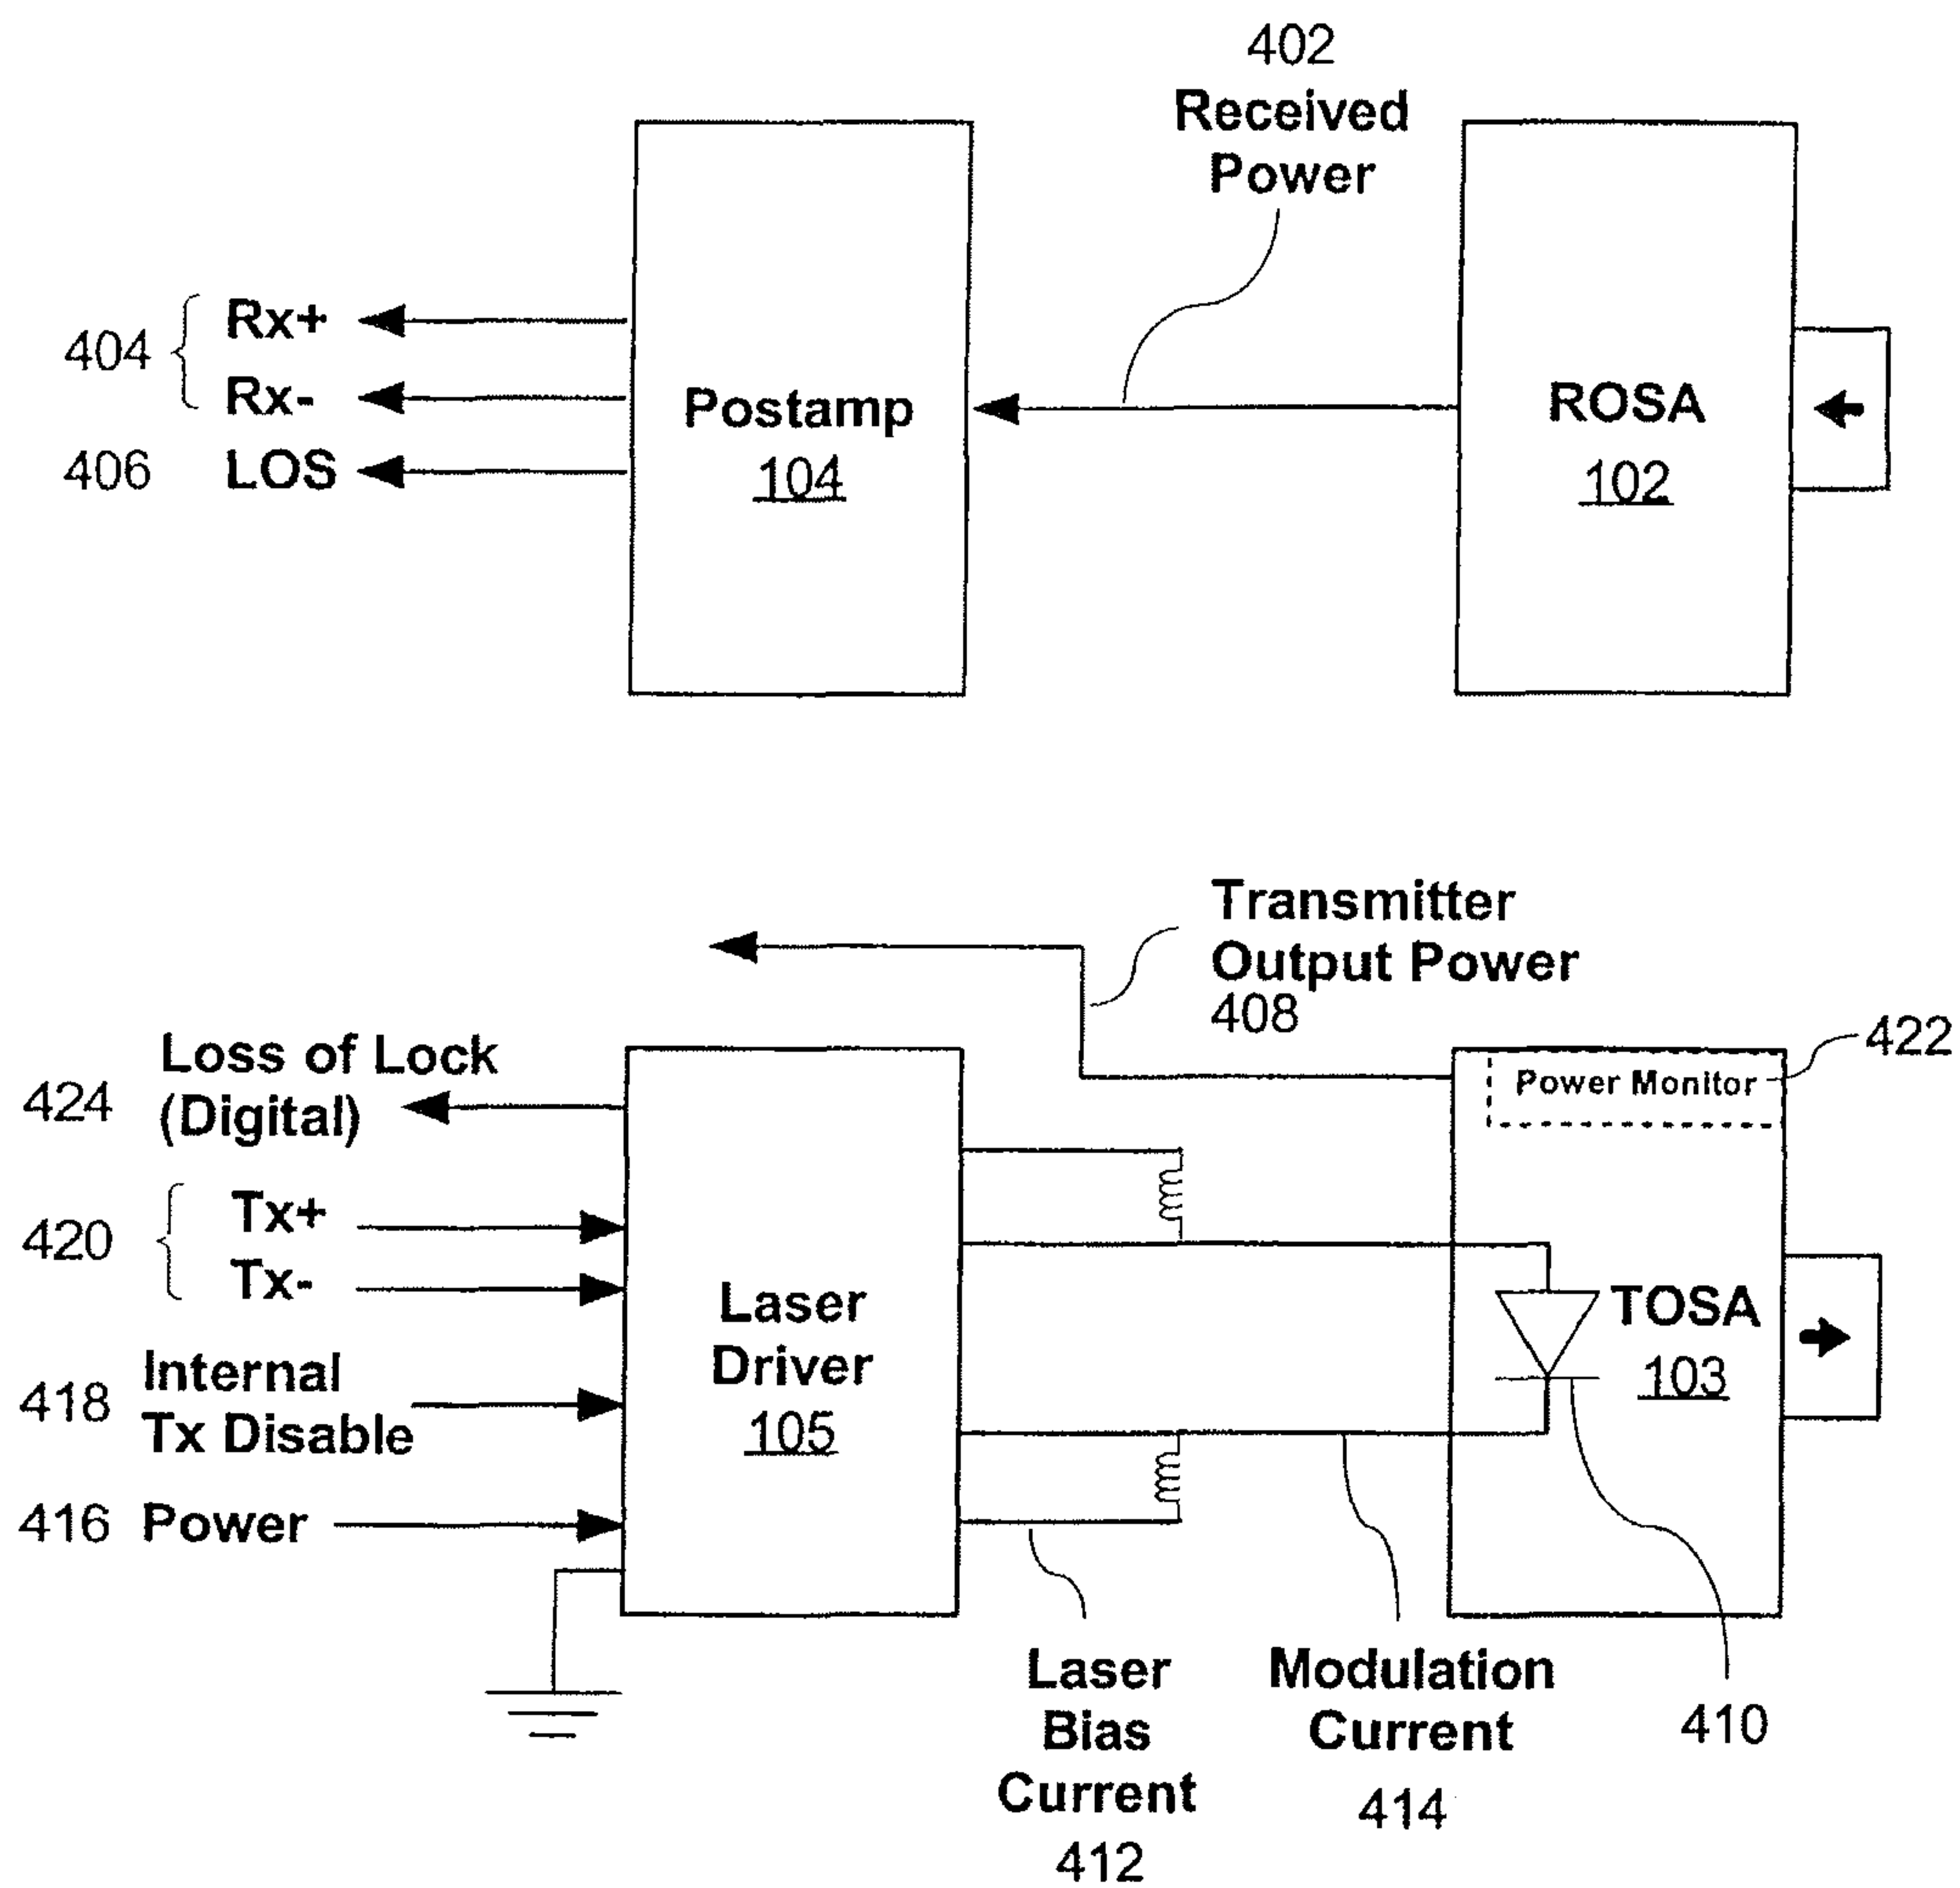 402
Received
Power
404
Rx+
Rx-
406 LOS
Postamp
104
ROSA
102
Transmitter
Output Power
408
422
Power Monitor
Loss of Lock
424 (Digital)
420
Tx+
Tx-
Internal
418
Tx Disable
416 Power
Laser
Driver
105
TOSA
103
Laser
Bias
Current
412
Modulation
Current
414
410